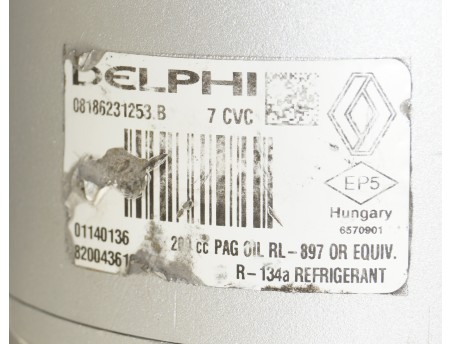 DELPHI
08186231253.B 7 CVC
EP5
Hungary
6570901
01140136
cc PAG OIL RL-897 OR EQUIV.
R-134a REFRIGERANT